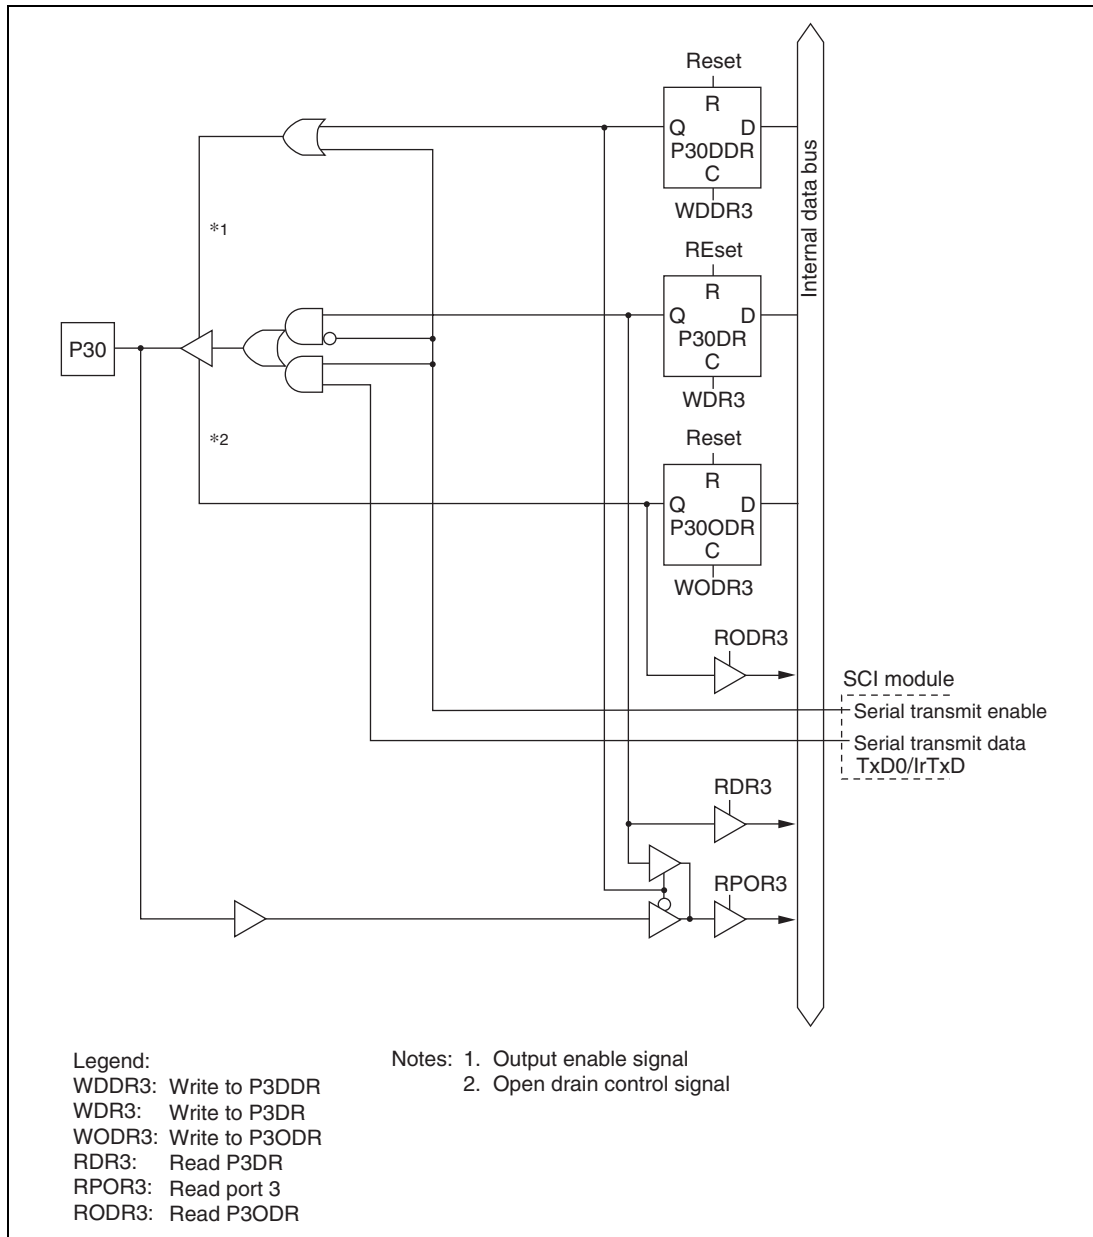 Reset
R
Q D
P30DDR
C
WDDR3
Internal data bus
*1
REset
R
Q D
P30DR
C
WDR3
P30
*2
Reset
R
Q D
P30ODR
C
WODR3
RODR3
SCI module
Serial transmit enable
Serial transmit data
TxD0/IrTxD
RDR3
RPOR3
Legend:
WDDR3: Write to P3DDR
WDR3: Write to P3DR
WODR3: Write to P3ODR
RDR3: Read P3DR
RPOR3: Read port 3
RODR3: Read P3ODR
Notes: 1. Output enable signal
2. Open drain control signal